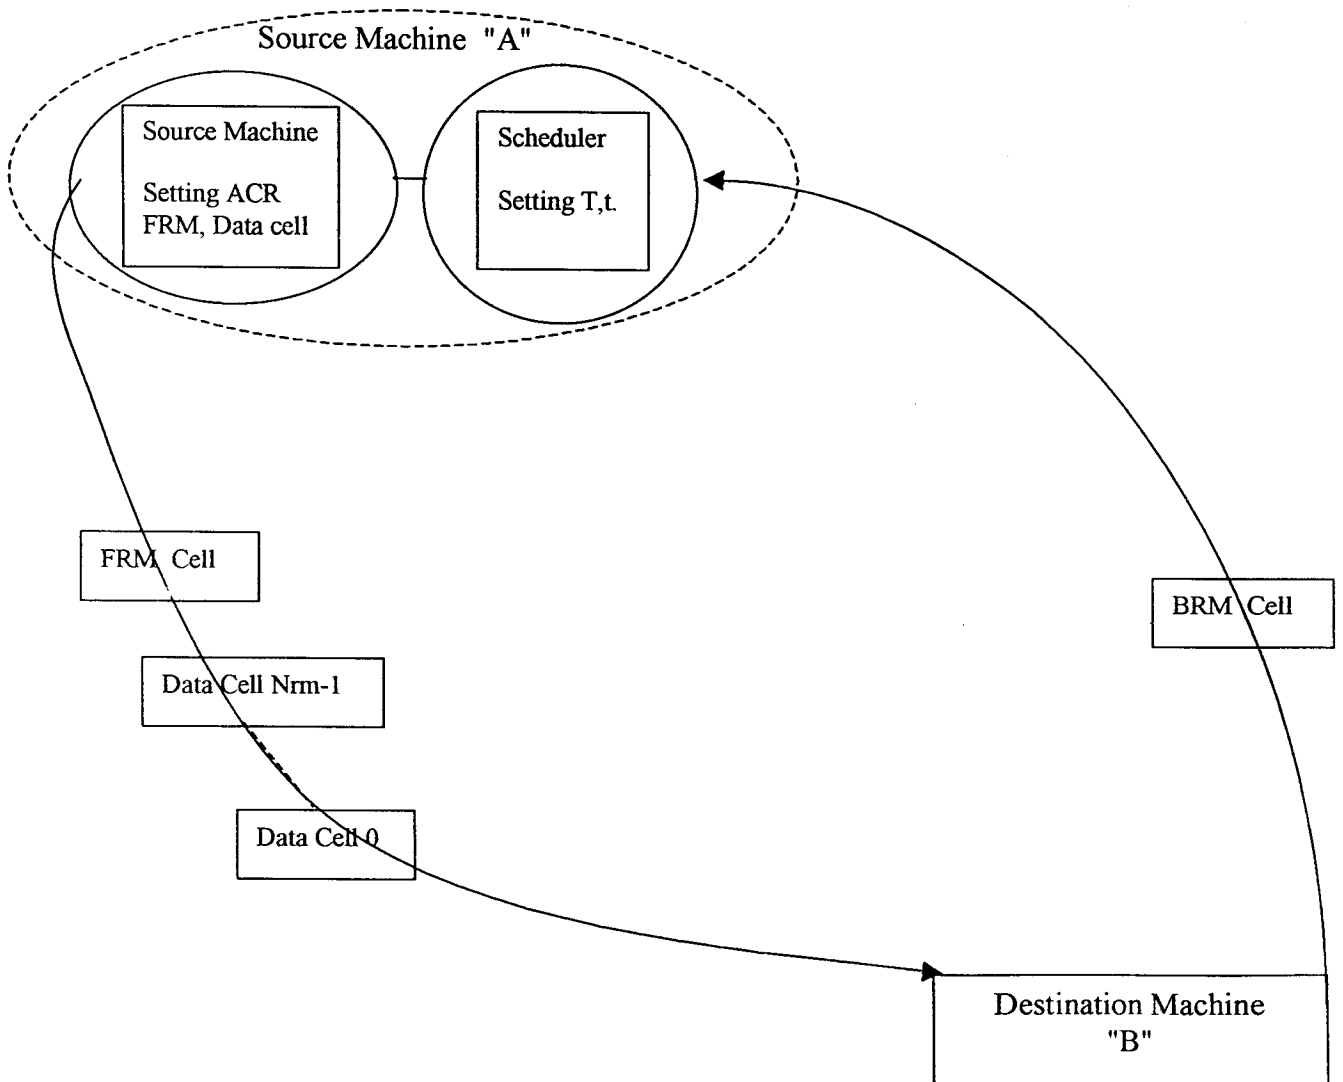 Source Machine "A"
Source Machine
Setting ACR
FRM, Data cell
Scheduler
Setting T,t.
FRM Cell
BRM Cell
Data Cell Nrm-1
Data Cell 0
Destination Machine
"B"